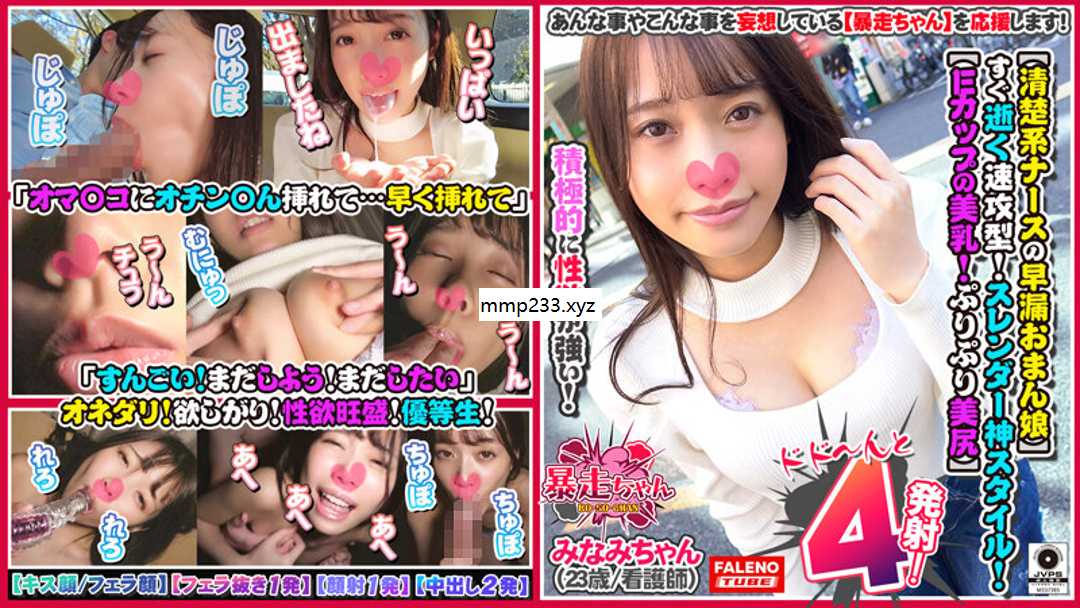 じゅぽ
じゅぽ
出ましたね
いっぱい
「オマ〇コにオチン〇ん挿れて…早く挿れて」
う~ん
チュっ
むにゅっ
う~ん
う~ん
mmp233.xyz
「すんごい!まだしよう!まだしたい」
オネダリ!欲しがり!性欲旺盛!優等生!
れろ
れろ
あへ
あへ
あへ
ちゅぽ
ちゅぽ
【キス顔/フェラ顔】【フェラ抜き1発】【顔射1発】【中出し2発】
あんな事やこんな事を妄想している【暴走ちゃん】を応援します!
【清楚系ナースの早漏おまん娘】
すぐ逝く速攻型!スレンダー神スタイル!
【Eカップの美乳!ぷりぷり美尻】
積極的に性
強い!
暴走ちゃん
BO-SO-CHAN
みなみちゃん
(23歳/看護師)
ドド~んと
4
発射!
FALENO
TUBE
JVPS